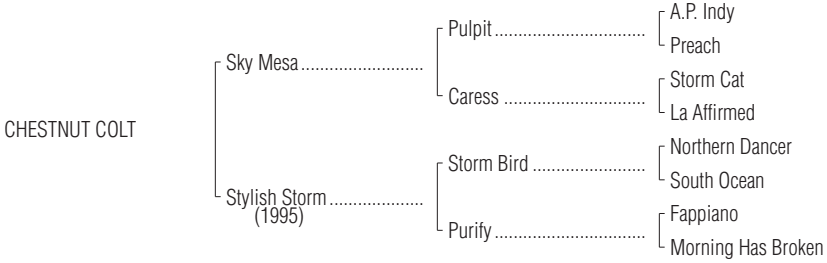 A.P. Indy
Pulpit
Preach
Sky Mesa
Storm Cat
Caress
La Affirmed
CHESTNUT COLT
Northern Dancer
Storm Bird
South Ocean
Stylish Storm
(1995)
Fappiano
Purify
Morning Has Broken